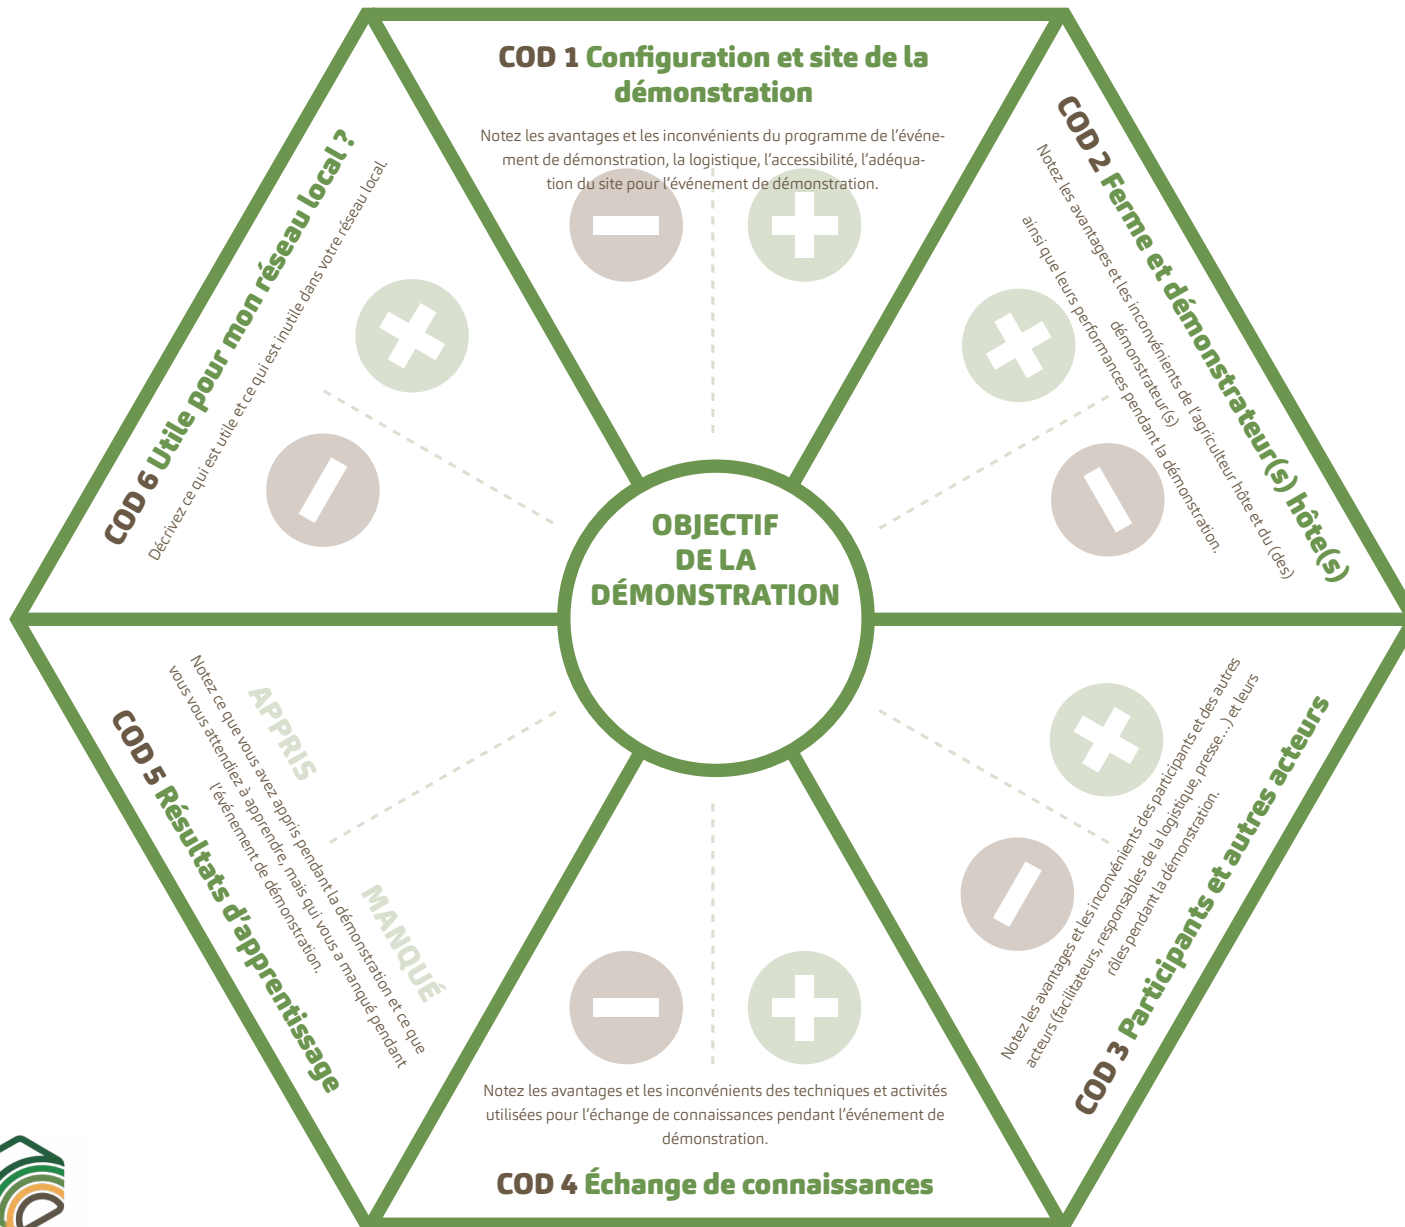 COD 1 Configuration et site de la
démonstration
Notez les avantages et les inconvénients du programme de l'événe-
ment de démonstration, la logistique, l'accessibilité, l'adéqua-
tion du site pour l'événement de démonstration.
COD 2 Ferme et démonstrateur(s) hôte(s)
Notez les avantages et les inconvénients de l'agriculteur hôte et du (des)
démonstrateur(s)
ainsi que leurs performances pendant la démonstration.
COD 3 Participants et autres acteurs
Notez les avantages et les inconvénients des participants et des autres
acteurs (facilitateurs, responsables de la logistique, presse...) et leurs
rôles pendant la démonstration.
Notez les avantages et les inconvénients des techniques et activités
utilisées pour l'échange de connaissances pendant l'événement de
démonstration.
COD 4 Échange de connaissances
COD 5 Résultats d'apprentissage
Notez ce que vous avez appris pendant la démonstration et ce que
vous vous attendiez à apprendre, mais qui vous a manqué pendant
l'événement de démonstration.
APPRIS
MANQUÉ
COD 6 Utile pour mon réseau local ?
Décrivez ce qui est utile et ce qui est inutile dans votre réseau local.
OBJECTIF
DE LA
DÉMONSTRATION